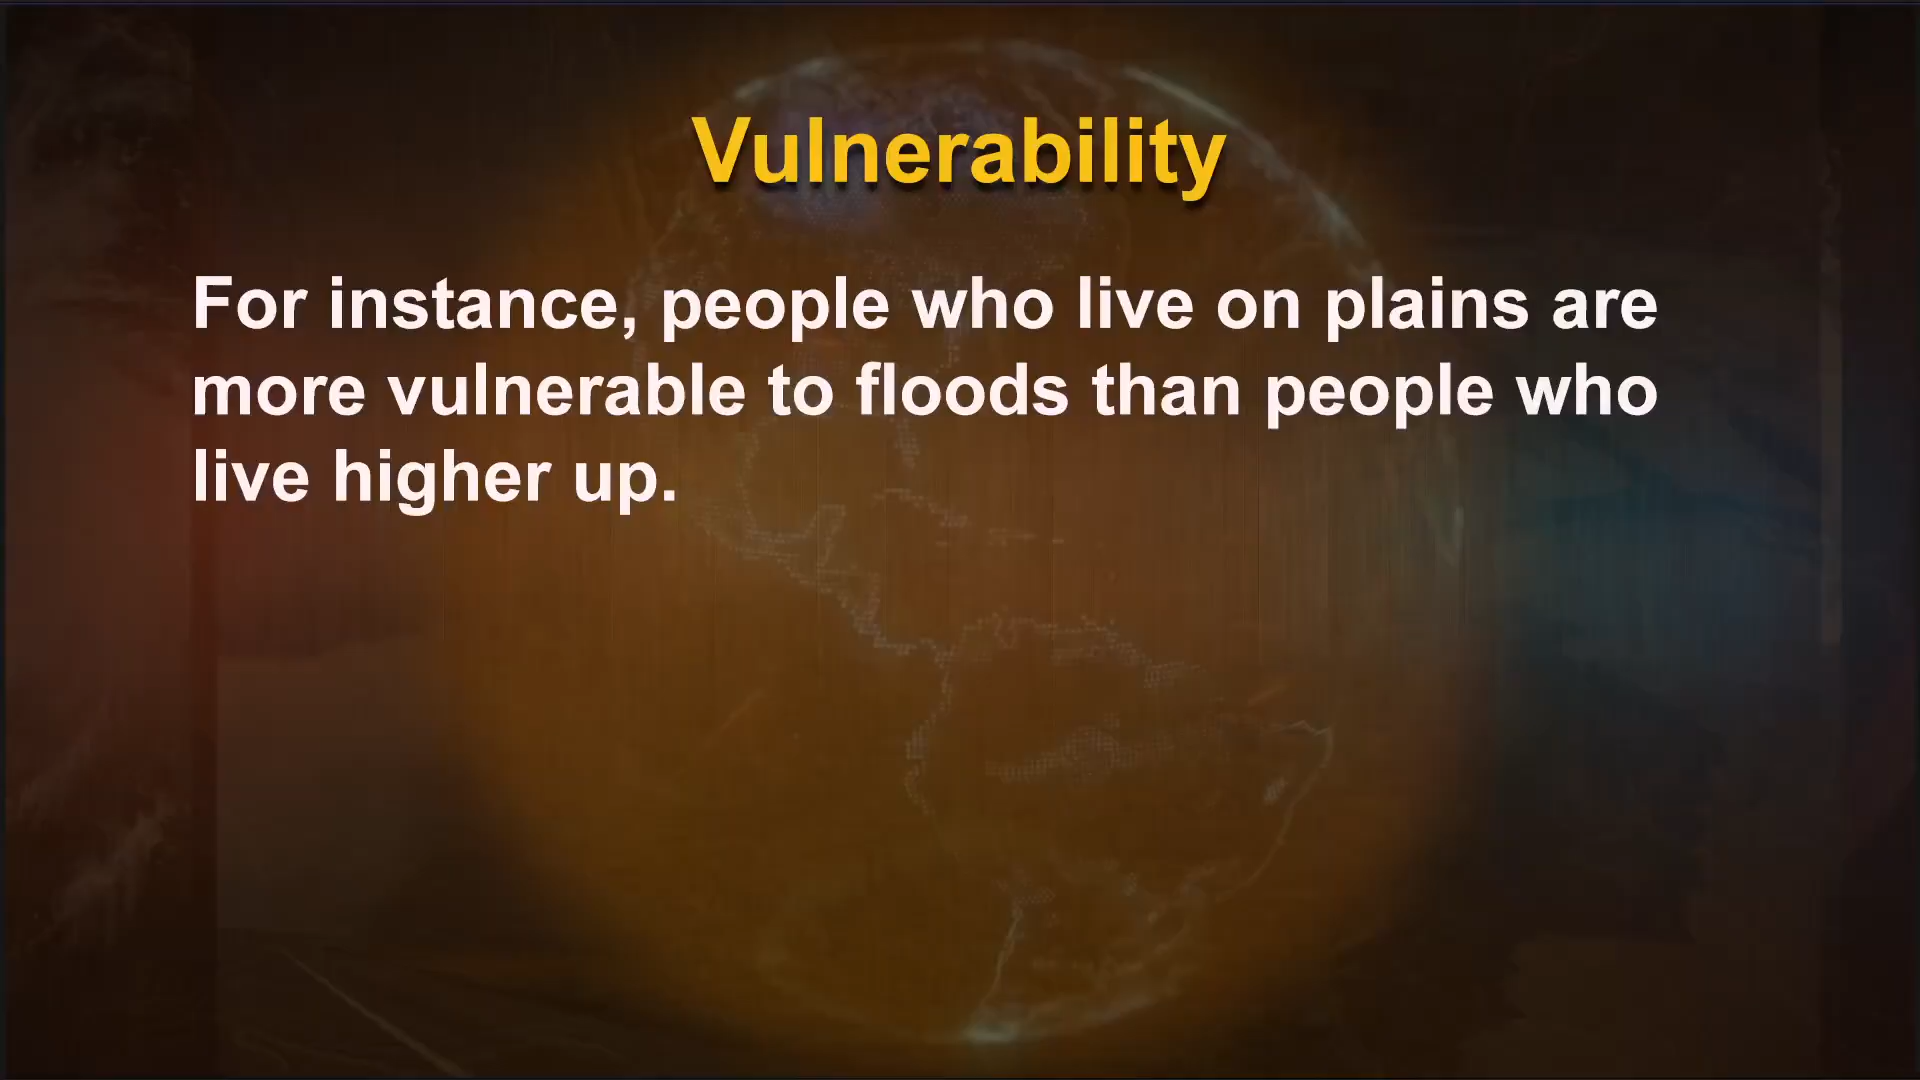 Vulnerability
For instance, people who live on plains are
more vulnerable to floods than people who
live higher up.